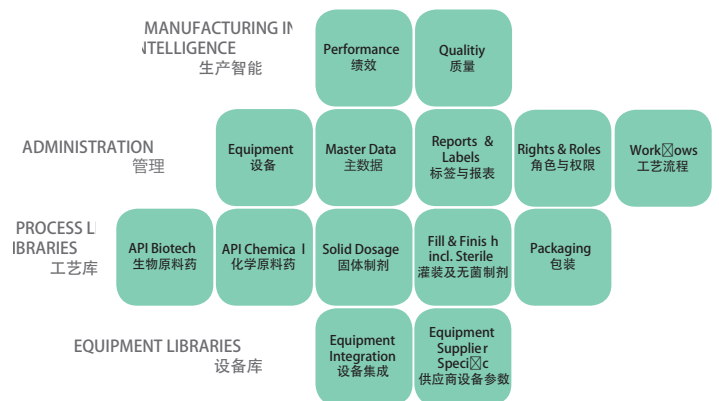 MANUFACTURING IN
NTELLIGENCE
生产智能
Performance
绩效
Qualitiy
质量
ADMINISTRATION
管理
Equipment
设备
Master Data
主数据
Reports &
Labels
标签与报表
Rights & Roles
角色与权限
Work☒ows
工艺流程
PROCESS LI
IBRARIES
工艺库
API Biotech
生物原料药
API Chemica l
化学原料药
Solid Dosage
固体制剂
Fill & Finis h
incl. Sterile
灌装及无菌制剂
Packaging
包装
EQUIPMENT LIBRARIES
设备库
Equipment
Integration
设备集成
Equipment
Supplier
Speci☒c
供应商设备参数